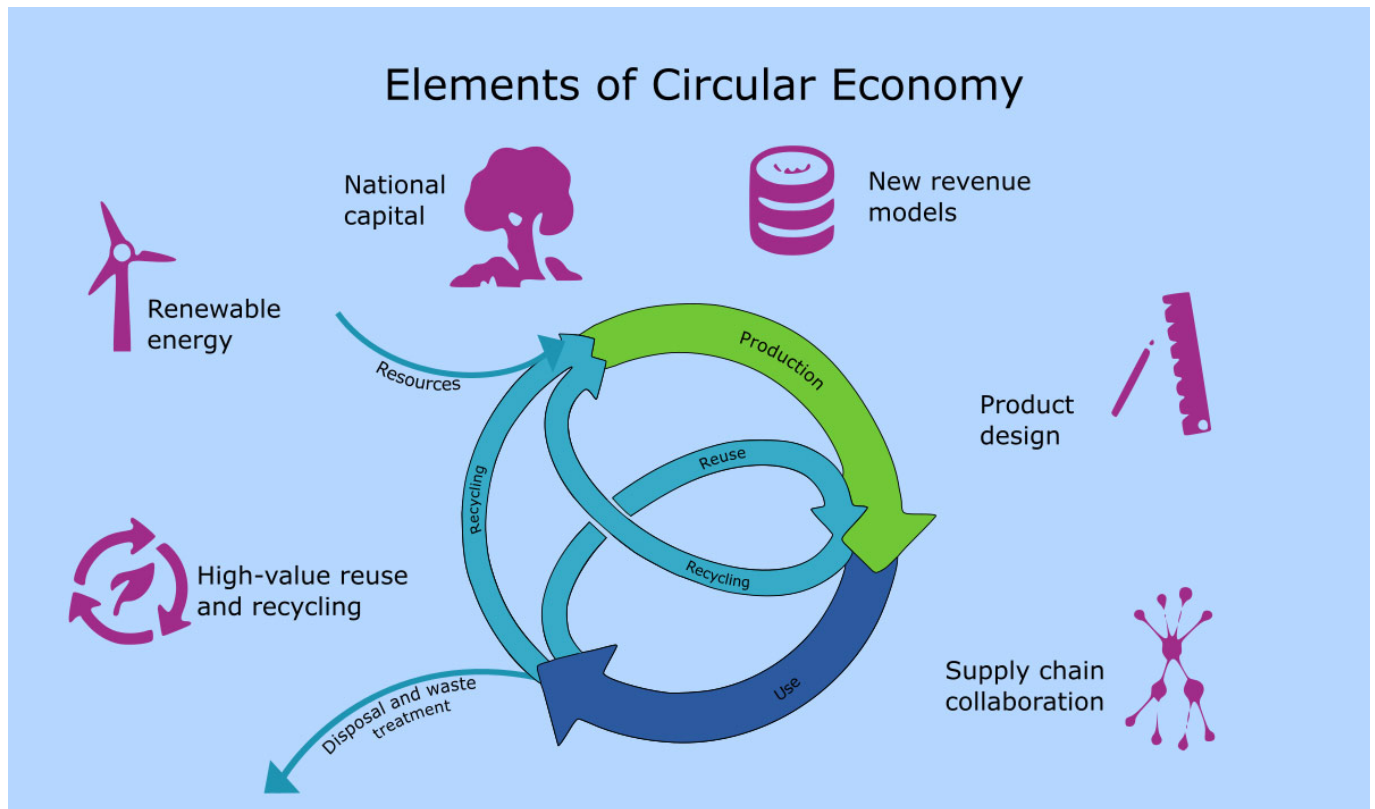 Elements of Circular Economy
National
capital
New revenue
models
Renewable
energy
Resources
Production
Product
design
Reuse
Recycling
Recycling
High-value reuse
and recycling
Use
Supply chain
collaboration
Disposal and waste
treatment